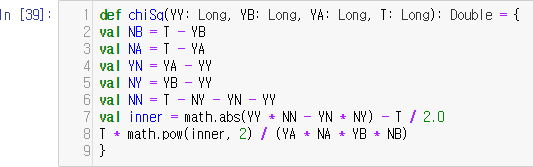 In [39]:
1 def chiSq(YY: Long, YB: Long, YA: Long, T: Long): Double = {
2 val NB = T - YB
3 val NA = T - YA
4 val YN = YA - YY
5 val NY = YB - YY
6 val NN = T - NY - YN - YY
7 val inner = math.abs(YY * NN - YN * NY) - T / 2.0
8 T * math.pow(inner, 2) / (YA * NA * YB * NB)
9 }